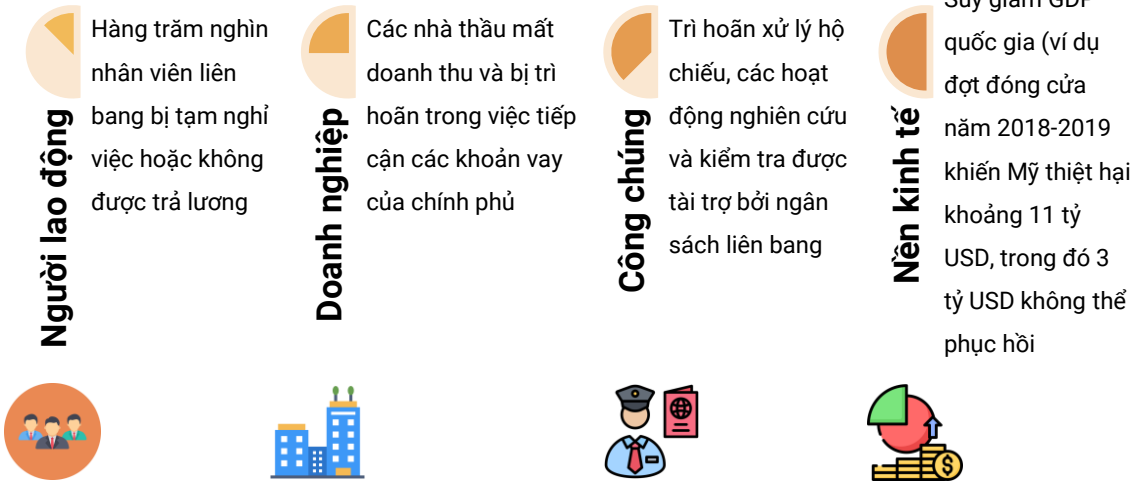 Người lao động
Hàng trăm nghìn
nhân viên liên
bang bị tạm nghỉ
việc hoặc không
được trả lương
Doanh nghiệp
Các nhà thầu mất
doanh thu và bị trì
hoãn trong việc tiếp
cận các khoản vay
của chính phủ
Công chúng
Trì hoãn xử lý hộ
chiếu, các hoạt
động nghiên cứu
và kiểm tra được
tài trợ bởi ngân
sách liên bang
Nền kinh tế
Suy giảm GDP
quốc gia (ví dụ
đợt đóng cửa
năm 2018-2019
khiến Mỹ thiệt hại
khoảng 11 tỷ
USD, trong đó 3
tỷ USD không thể
phục hồi